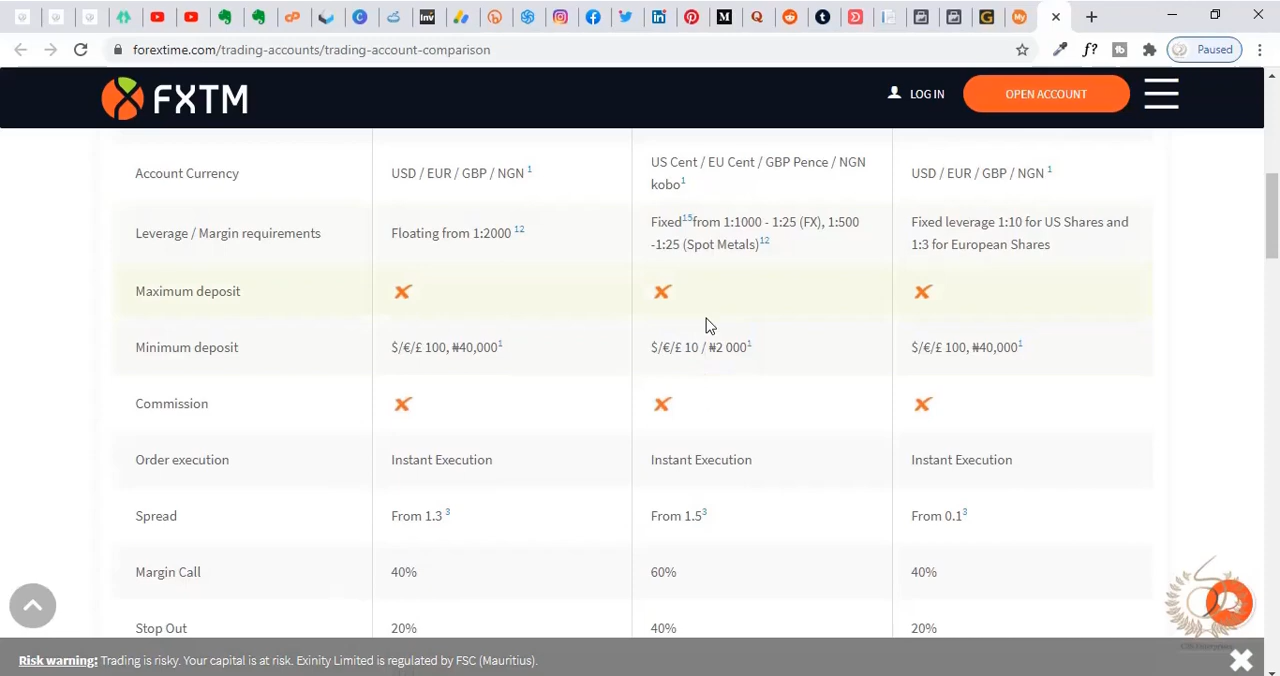 Paused
forextime.com/trading-accounts/trading-account-comparison
FXTM
LOG IN
OPEN ACCOUNT
Account Currency
USD / EUR / GBP / NGN 1
US Cent / EU Cent / GBP Pence / NGN
kobo1
USD / EUR / GBP / NGN 1
Leverage / Margin requirements
Floating from 1:2000 12
Fixed15from 1:1000 - 1:25 (FX), 1:500
-1:25 (Spot Metals)12
Fixed leverage 1:10 for US Shares and
1:3 for European Shares
Maximum deposit
Minimum deposit
$/€/£ 100, ₦40,0001
$/€/£ 10 / ₦2 0001
$/€/£ 100, ₦40,0001
Commission
Order execution
Instant Execution
Instant Execution
Instant Execution
Spread
From 1.3 3
From 1.53
From 0.13
Margin Call
40%
60%
40%
Stop Out
20%
40%
20%
Risk warning: Trading is risky. Your capital is at risk. Exinity Limited is regulated by FSC (Mauritius).